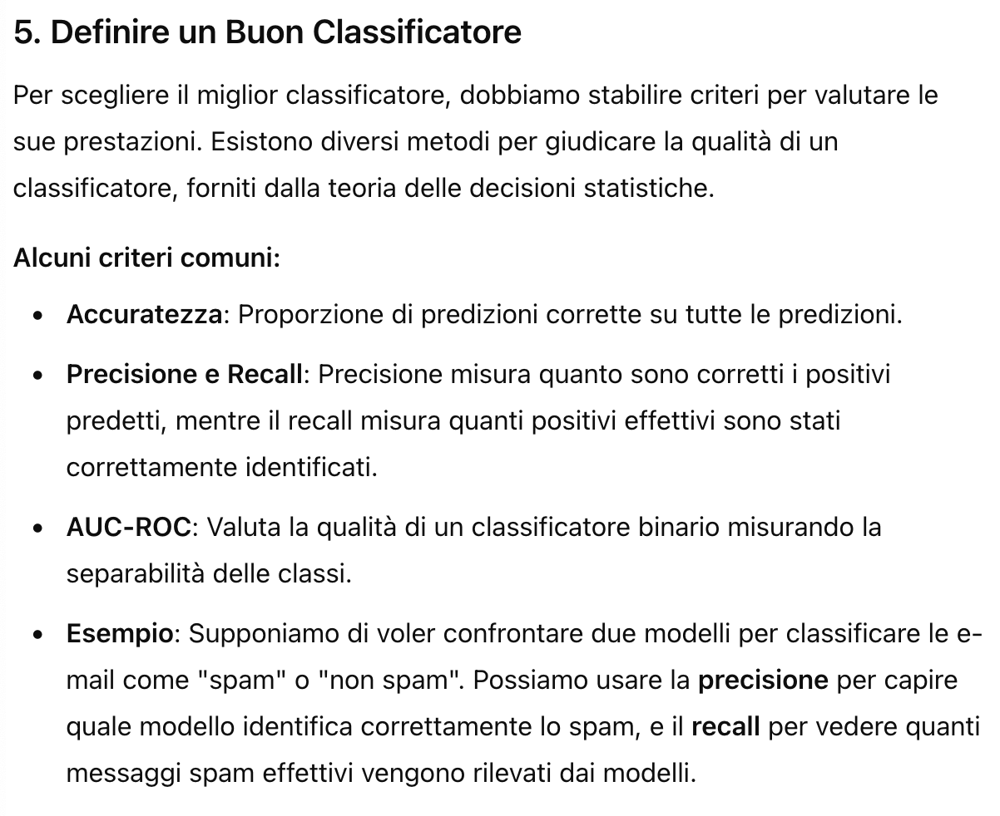 5. Definire un Buon Classificatore
Per scegliere il miglior classificatore, dobbiamo stabilire criteri per valutare le
sue prestazioni. Esistono diversi metodi per giudicare la qualità di un
classificatore, forniti dalla teoria delle decisioni statistiche.
Alcuni criteri comuni:
• Accuratezza: Proporzione di predizioni corrette su tutte le predizioni.
• Precisione e Recall: Precisione misura quanto sono corretti i positivi
predetti, mentre il recall misura quanti positivi effettivi sono stati
correttamente identificati.
• AUC-ROC: Valuta la qualità di un classificatore binario misurando la
separabilità delle classi.
• Esempio: Supponiamo di voler confrontare due modelli per classificare le e-
mail come "spam" o "non spam". Possiamo usare la precisione per capire
quale modello identifica correttamente lo spam, e il recall per vedere quanti
messaggi spam effettivi vengono rilevati dai modelli.